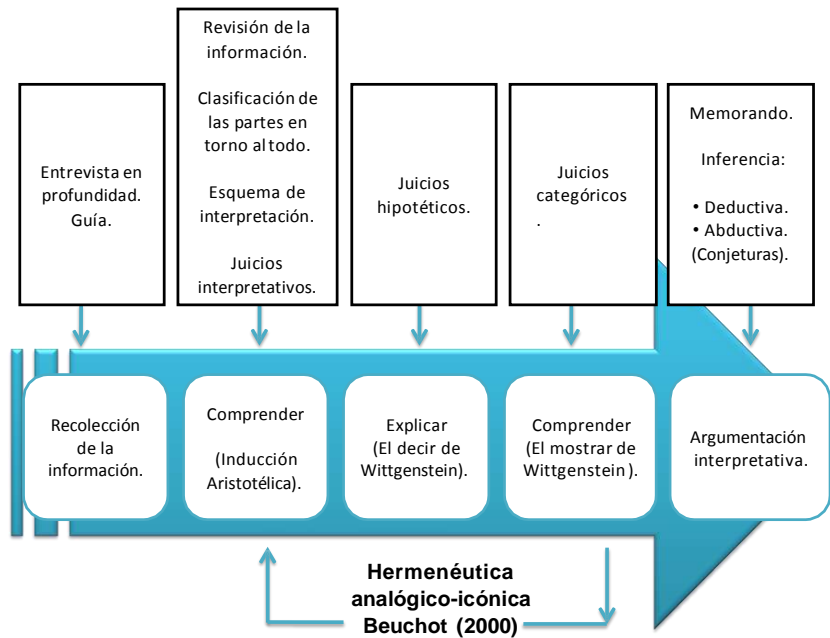 Entrevista en
profundidad.
Guía.
Revisión de la
información.
Clasificación de
las partes en
torno al todo.
Esquema de
interpretación.
Juicios
interpretativos.
Juicios
hipotéticos.
Juicios
categóricos
.
Memorando.
Inferencia:
• Deductiva.
• Abductiva.
(Conjeturas).
Recolección
de la
información.
Comprender
(Inducción
Aristotélica).
Explicar
(El decir de
Wittgenstein).
Comprender
(El mostrar de
Wittgenstein ).
Argumentación
interpretativa.
Hermenéutica
analógico-icónica
Beuchot (2000)